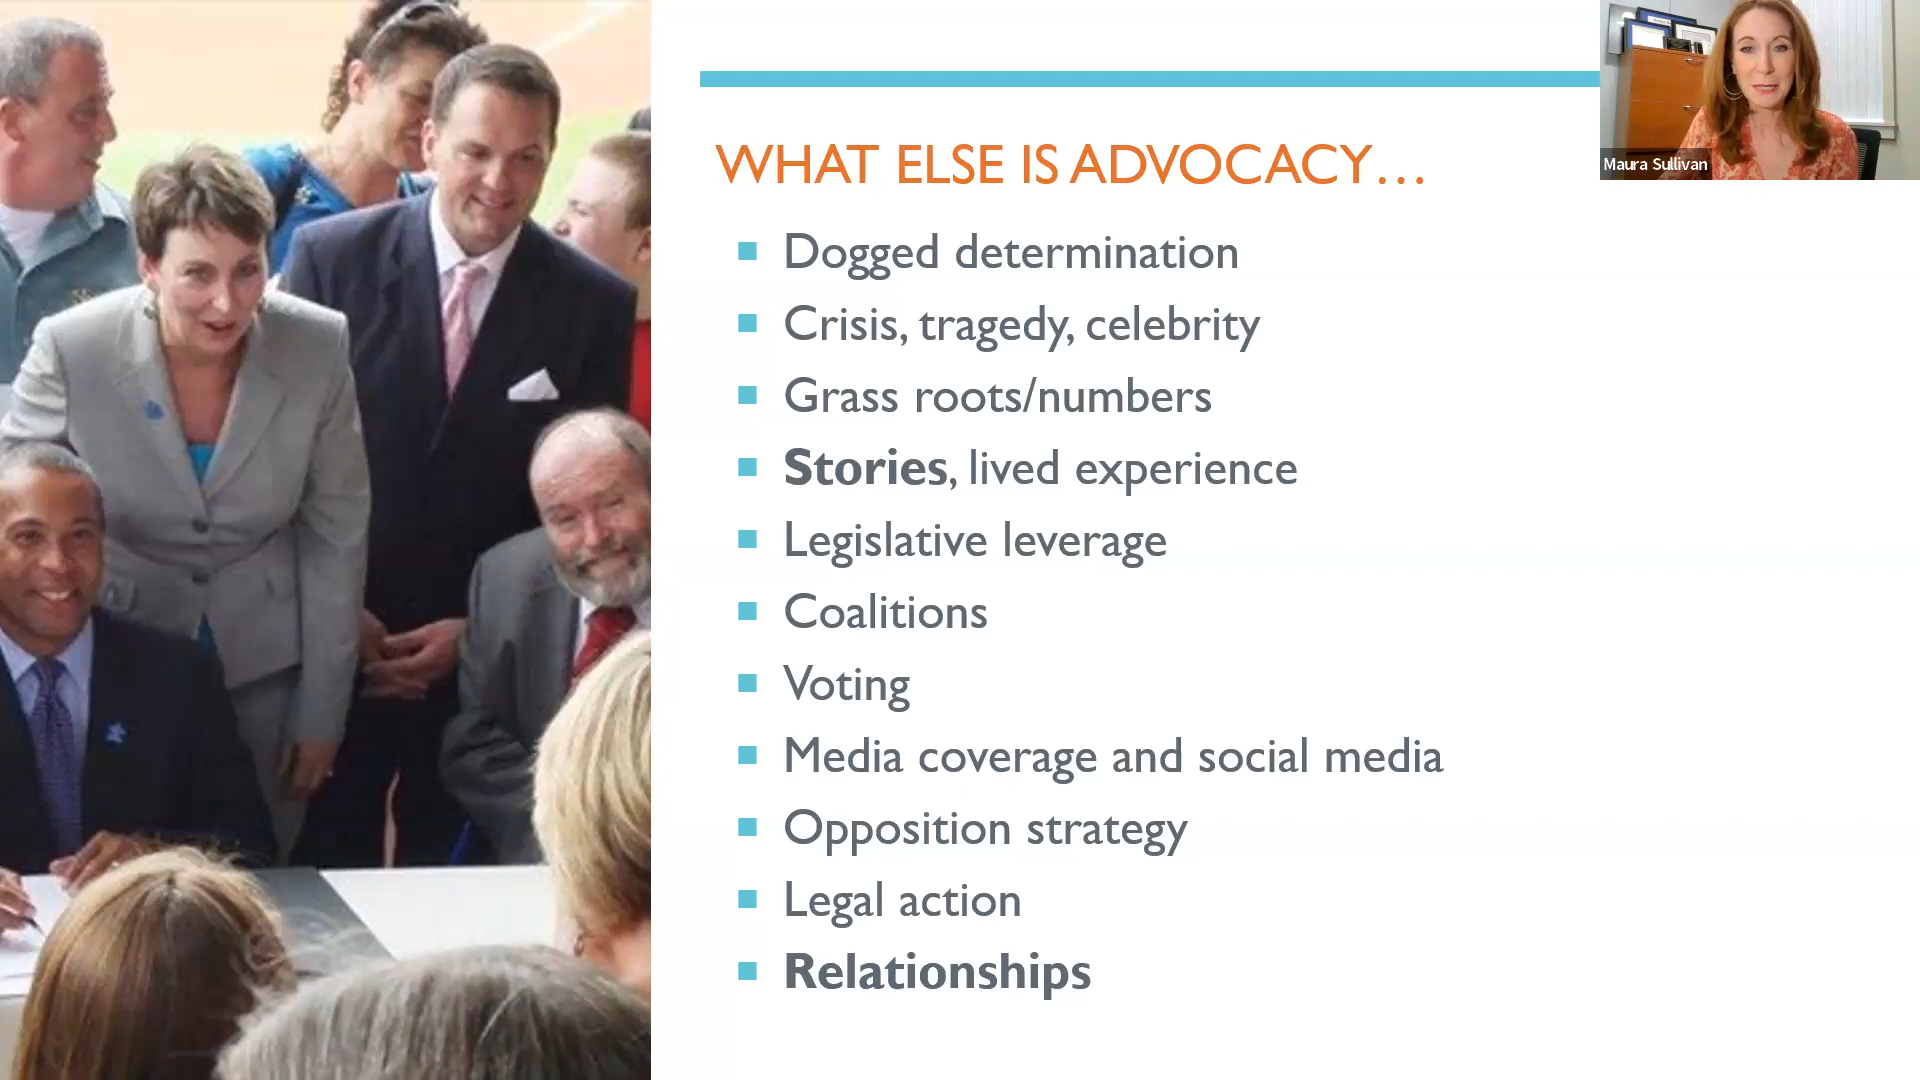 Maura Sullivan
WHAT ELSE IS ADVOCACY…
Dogged determination
Crisis, tragedy, celebrity
Grass roots/numbers
Stories, lived experience
Legislative leverage
Coalitions
Voting
Media coverage and social media
Opposition strategy
Legal action
Relationships